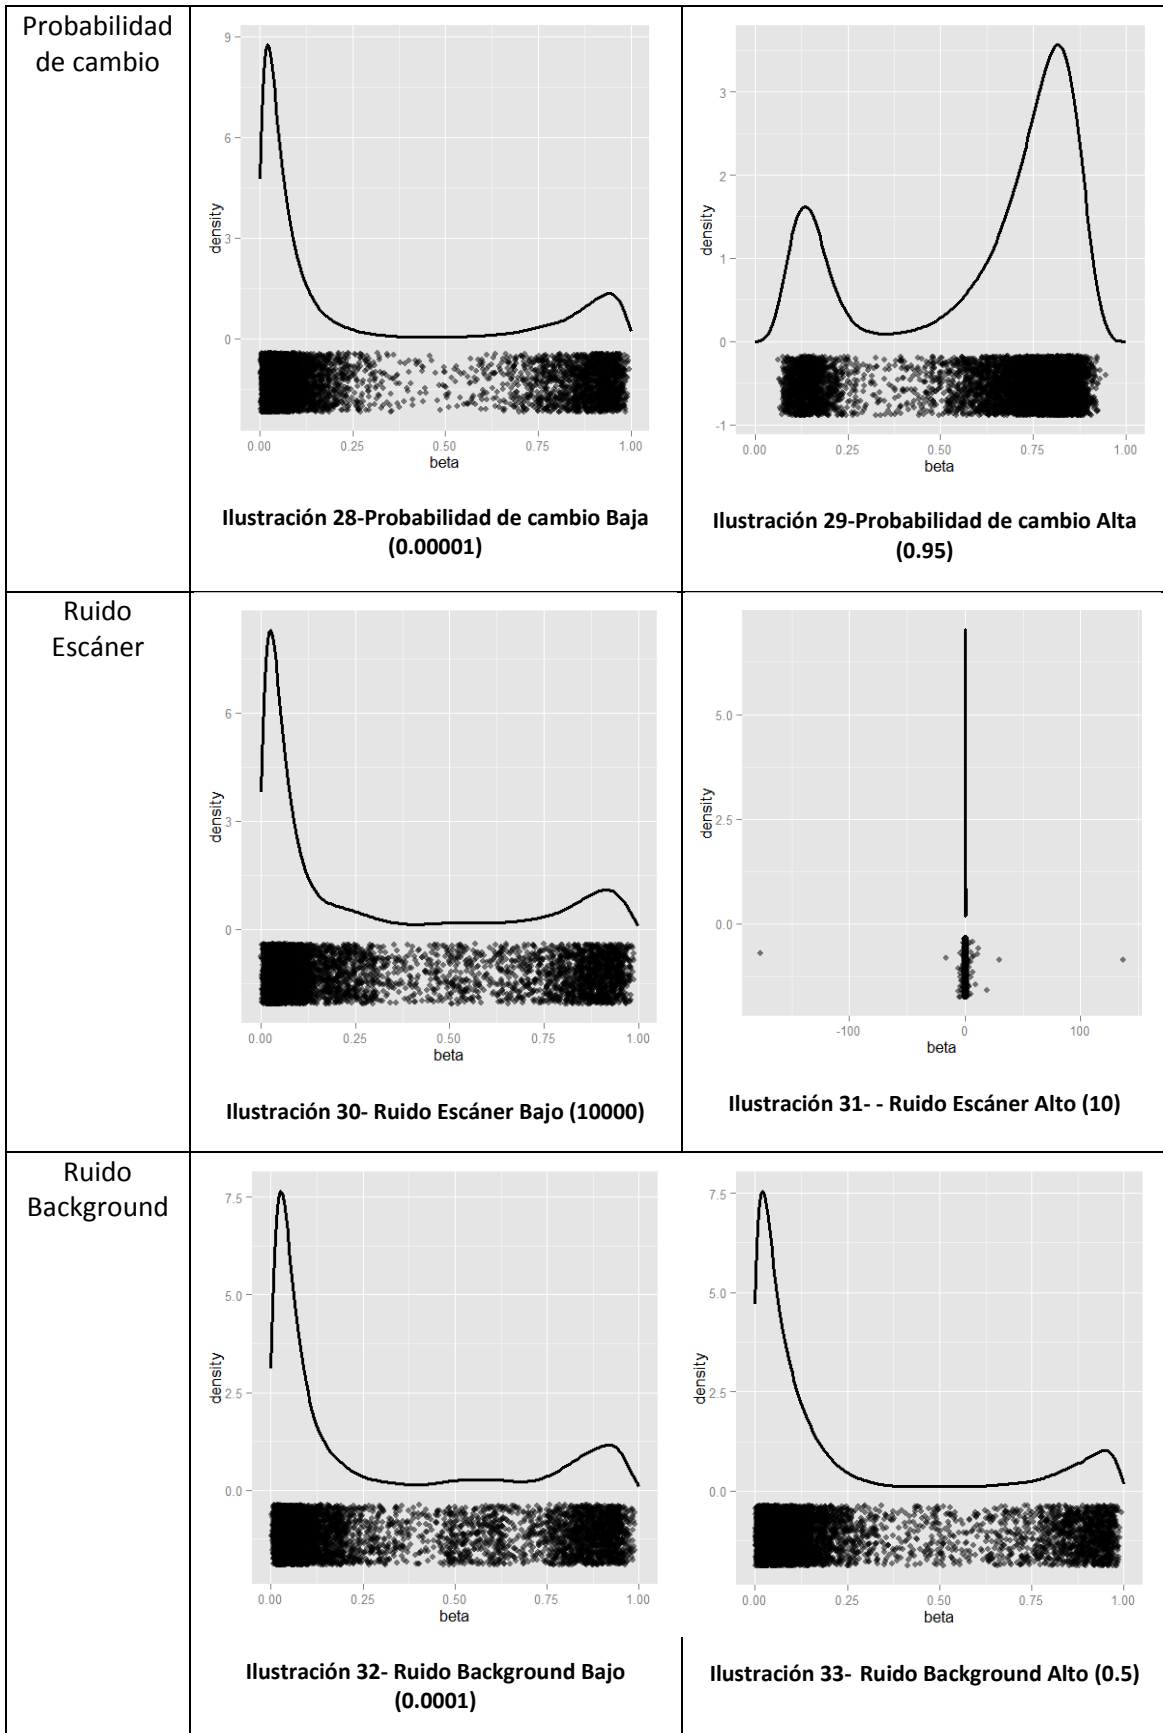 Probabilidad
de cambio
9
6
3
0
density
0.00 0.25 0.50 0.75 1.00
beta
Ilustración 28-Probabilidad de cambio Baja
(0.00001)
3
2
1
0
-1
density
0.00 0.25 0.50 0.75 1.00
beta
Ilustración 29-Probabilidad de cambio Alta
(0.95)
Ruido
Escáner
6
3
0
density
0.00 0.25 0.50 0.75 1.00
beta
Ilustración 30- Ruido Escáner Bajo (10000)
5.0
2.5
0.0
density
-100 0 100
beta
Ilustración 31- - Ruido Escáner Alto (10)
Ruido
Background
7.5
5.0
2.5
0.0
density
0.00 0.25 0.50 0.75 1.00
beta
Ilustración 32- Ruido Background Bajo
(0.0001)
7.5
5.0
2.5
0.0
density
0.00 0.25 0.50 0.75 1.00
beta
Ilustración 33- Ruido Background Alto (0.5)